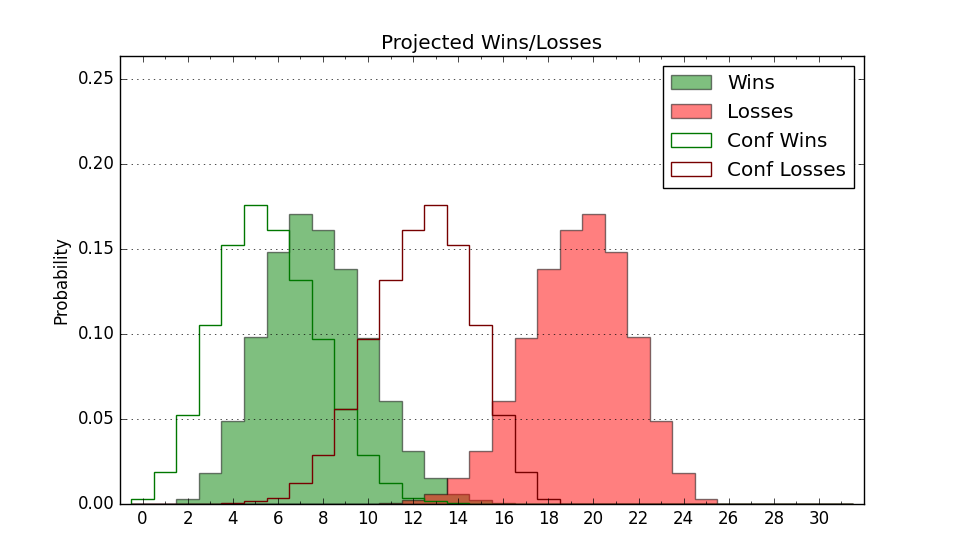 Projected Wins/Losses
Wins
Losses
Conf Wins
Conf Losses
Probability
0.25
0.20
0.15
0.10
0.05
0.00
0 2 4 6 8 10 12 14 16 18 20 22 24 26 28 30